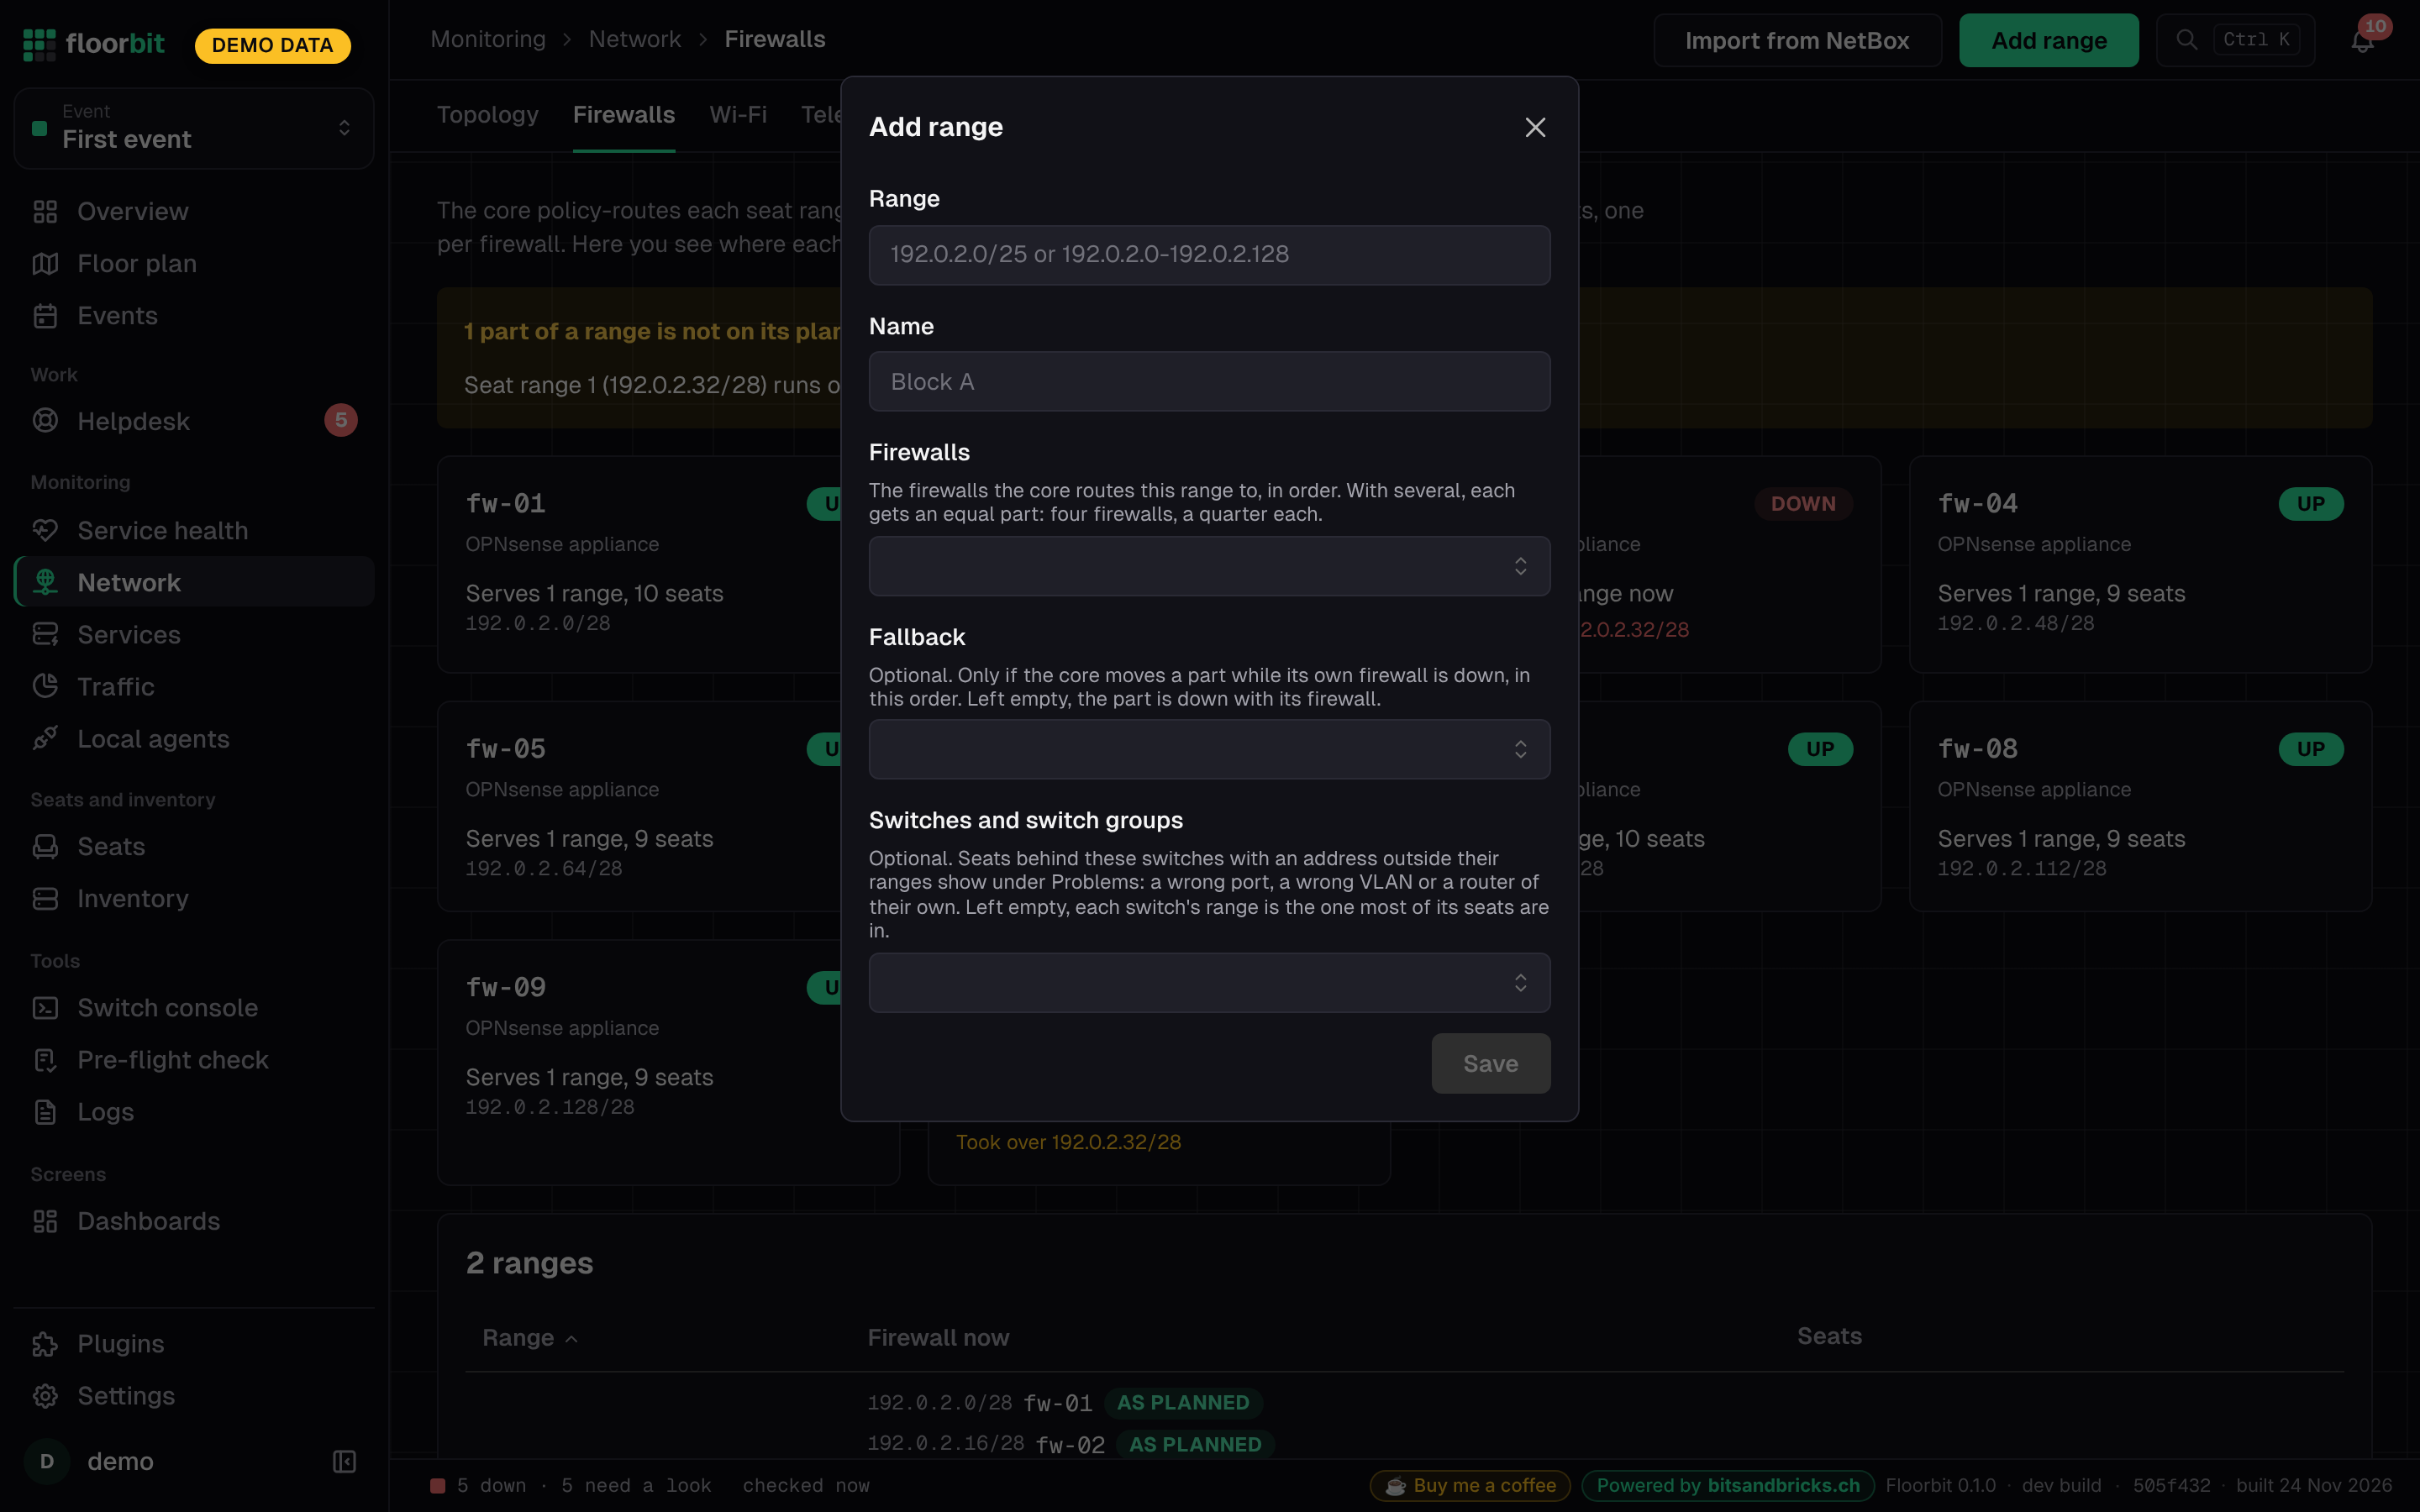 floorbit DEMO DATA
Event
First event
Overview
Floor plan
Events
Work
Helpdesk 5
Monitoring
Service health
Network
Services
Traffic
Local agents
Seats and inventory
Seats
Inventory
Tools
Switch console
Pre-flight check
Logs
Screens
Dashboards
Plugins
Settings
D demo
Monitoring > Network > Firewalls
Import from NetBox Add range Ctrl K 10
Topology Firewalls Wi-Fi
The core policy-routes each seat s, one
per firewall. Here you see where each
1 part of a range is not on its
Seat range 1 (192.0.2.32/28) runs
fw-01
OPNsense appliance
Serves 1 range, 10 seats
192.0.2.0/28
DOWN
nge now
2.0.2.32/28
fw-04 UP
OPNsense appliance
Serves 1 range, 9 seats
192.0.2.48/28
fw-05
OPNsense appliance
Serves 1 range, 9 seats
192.0.2.64/28
UP
ge, 10 seats
28
fw-08 UP
OPNsense appliance
Serves 1 range, 9 seats
192.0.2.112/28
fw-09
OPNsense appliance
Serves 1 range, 9 seats
192.0.2.128/28
Took over 192.0.2.32/28
Add range
Range
192.0.2.0/25 or 192.0.2.0-192.0.2.128
Name
Block A
Firewalls
The firewalls the core routes this range to, in order. With several, each
gets an equal part: four firewalls, a quarter each.
Fallback
Optional. Only if the core moves a part while its own firewall is down, in
this order. Left empty, the part is down with its firewall.
Switches and switch groups
Optional. Seats behind these switches with an address outside their
ranges show under Problems: a wrong port, a wrong VLAN or a router of
their own. Left empty, each switch's range is the one most of its seats are
in.
Save
2 ranges
Range Firewall now Seats
192.0.2.0/28 fw-01 AS PLANNED
192.0.2.16/28 fw-02 AS PLANNED
5 down · 5 need a look checked now
Buy me a coffee Powered by bitsandbricks.ch Floorbit 0.1.0 · dev build · 505f432 · built 24 Nov 2026